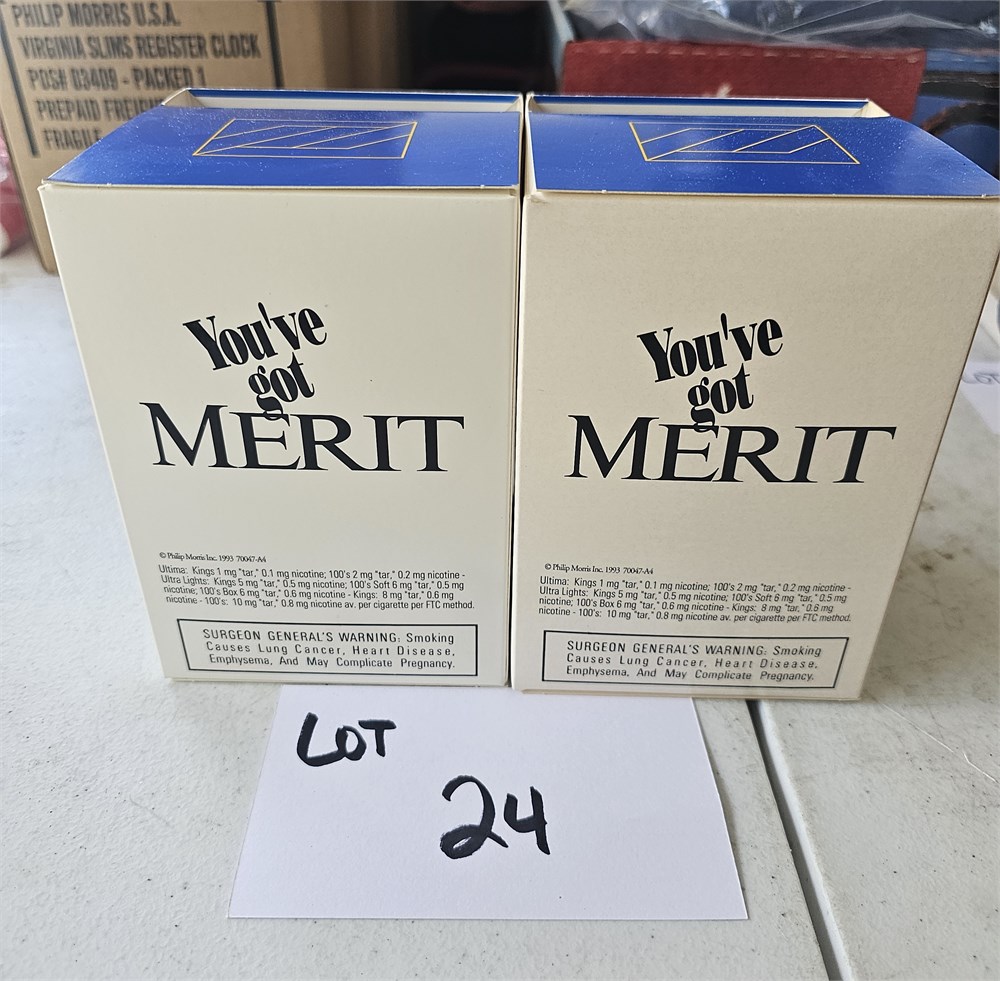 PHILIP MORRIS U.S.A.
VIRGINIA SLIMS REGISTER CLOCK
POS# 03409 - PACKED 1
PREPAID
FRAGILE
You've
got
MERIT
© Philip Morris Inc. 1993 70047-A4
Ultima: Kings 1 mg "tar," 0.1 mg nicotine; 100's 2 mg "tar," 0.2 mg nicotine -
Ultra Lights: Kings 5 mg "tar," 0.5 mg nicotine; 100's Soft 6 mg "tar," 0.5 mg
nicotine; 100's Box 6 mg "tar," 0.6 mg nicotine - Kings: 8 mg "tar," 0.6 mg
nicotine - 100's: 10 mg "tar," 0.8 mg nicotine av. per cigarette per FTC method.
SURGEON GENERAL'S WARNING: Smoking
Causes Lung Cancer, Heart Disease,
Emphysema, And May Complicate Pregnancy.
You've
got
MERIT
© Philip Morris Inc. 1993 70047-A4
Ultima: Kings 1 mg "tar," 0.1 mg nicotine; 100's 2 mg "tar," 0.2 mg nicotine -
Ultra Lights: Kings 5 mg "tar," 0.5 mg nicotine; 100's Soft 6 mg "tar," 0.5 mg
nicotine; 100's Box 6 mg "tar," 0.6 mg nicotine - Kings: 8 mg "tar," 0.6 mg
nicotine - 100's: 10 mg "tar," 0.8 mg nicotine av. per cigarette per FTC method.
SURGEON GENERAL'S WARNING: Smoking
Causes Lung Cancer, Heart Disease,
Emphysema, And May Complicate Pregnancy.
LOT
24